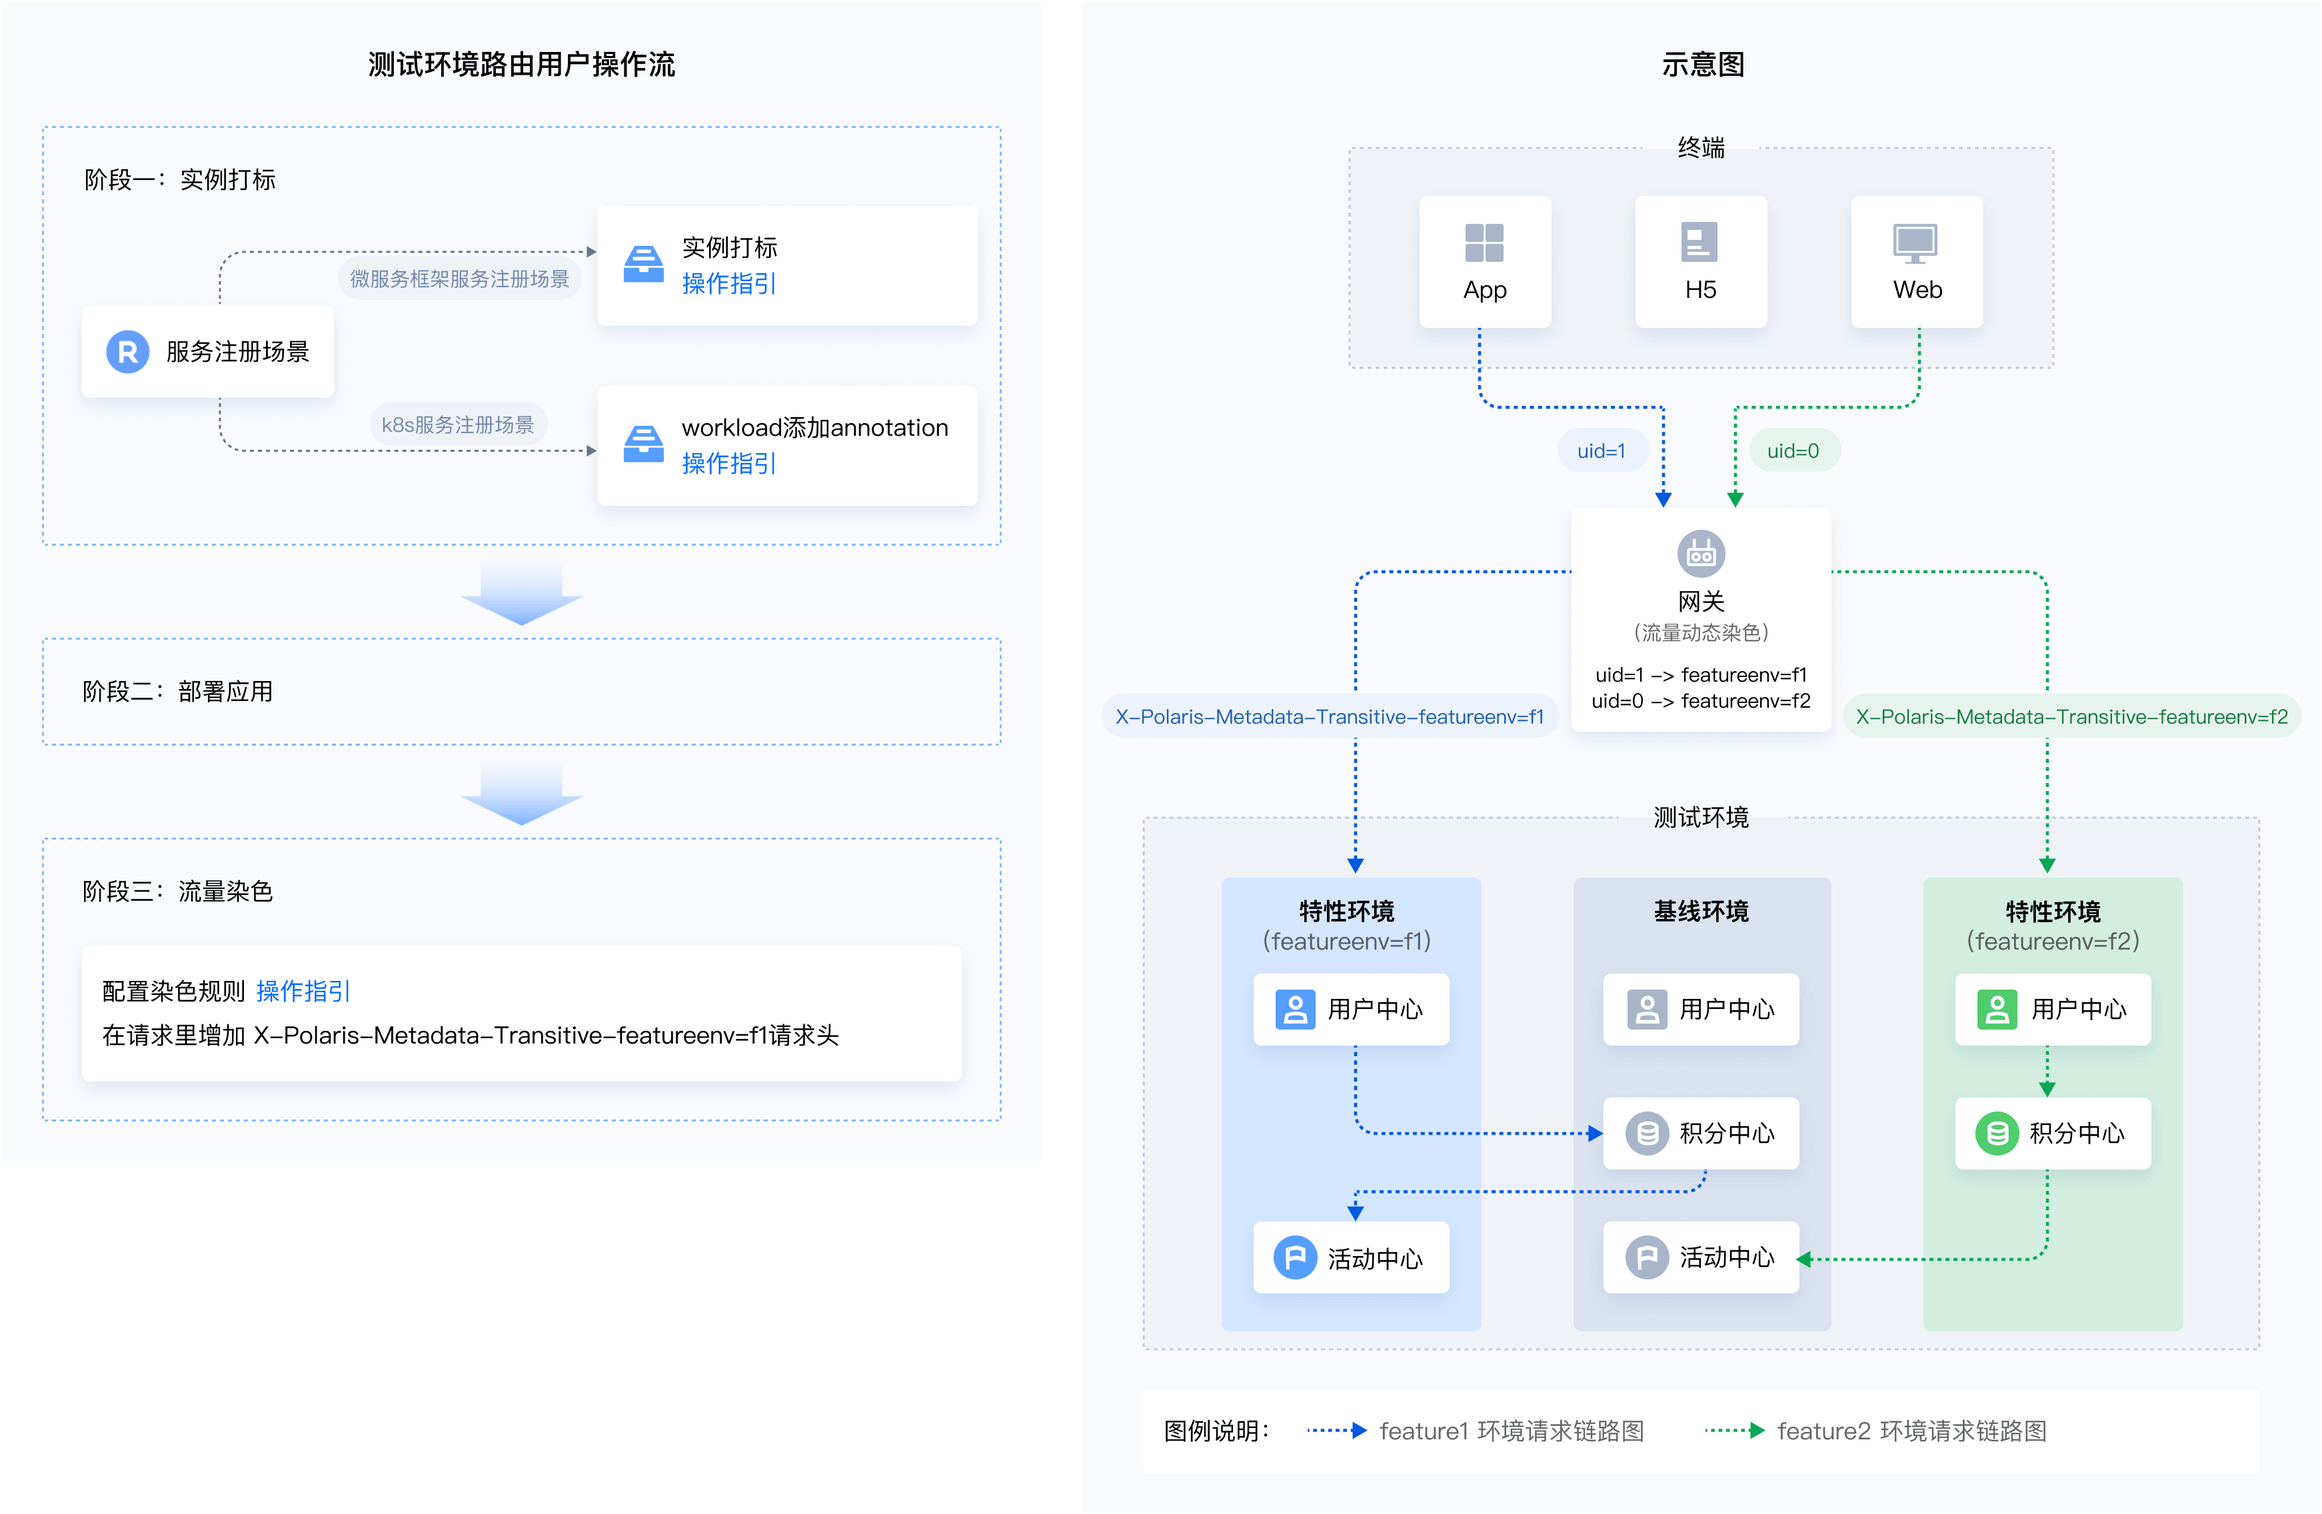 测试环境路由用户操作流
阶段一：实例打标
微服务框架服务注册场景
实例打标
操作指引
服务注册场景
k8s服务注册场景
workload添加annotation
操作指引
阶段二：部署应用
阶段三：流量染色
配置染色规则 操作指引
在请求里增加 X-Polaris-Metadata-Transitive-featureenv=f1请求头
示意图
终端
App
H5
Web
uid=1
uid=0
网关
（流量动态染色）
uid=1 -> featureenv=f1
uid=0 -> featureenv=f2
X-Polaris-Metadata-Transitive-featureenv=f1
X-Polaris-Metadata-Transitive-featureenv=f2
测试环境
特性环境
（featureenv=f1）
用户中心
活动中心
基线环境
用户中心
积分中心
活动中心
特性环境
（featureenv=f2）
用户中心
积分中心
图例说明：
feature1 环境请求链路图
feature2 环境请求链路图